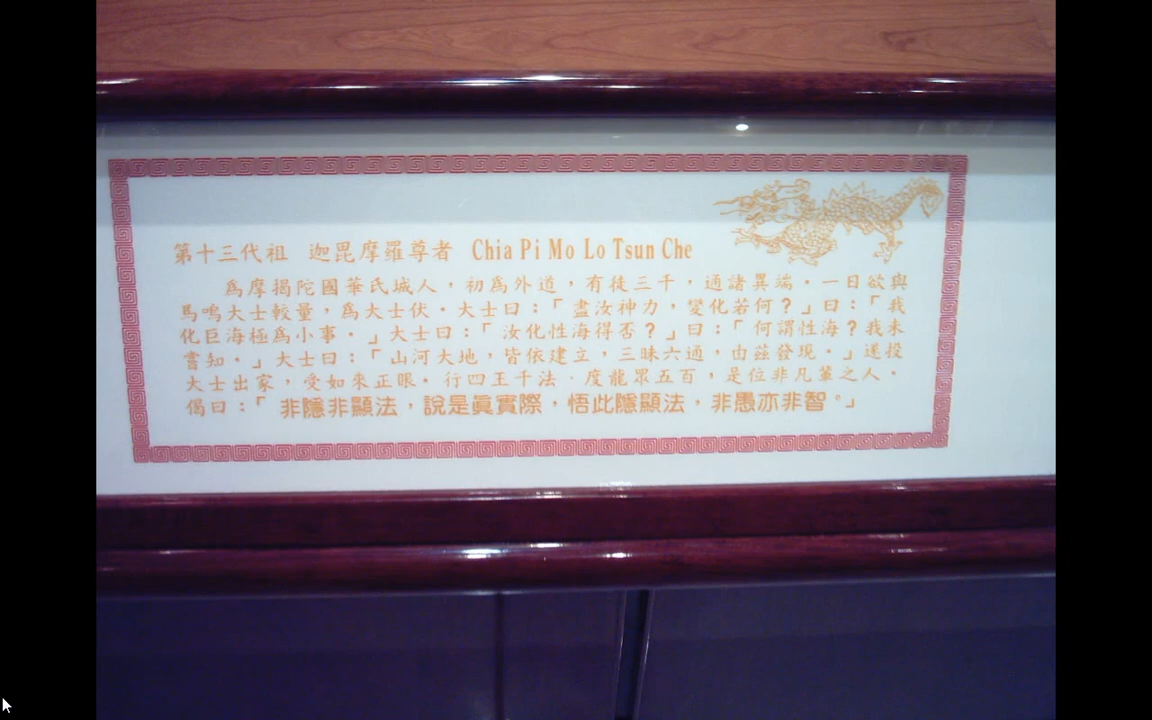 第十三代祖 迦毘摩羅尊者 Chia Pi Mo Lo Tsun Che
為摩揭陀國華氏城人，初為外道，有徒三千，通諸異端，一日欲與
馬鳴大士較量，為大士伏。大士曰：「盡汝神力，變化若何？」曰：「我
化巨海極為小事。」大士曰：「汝化性海得否？」曰：「何謂性海？我未
嘗知。」大士曰：「山河大地，皆依建立，三昧六通，由茲發現。」遂投
大士出家，受如來正眼。行四王千法．度龍眾五百，是位非凡輩之人。
偈曰：「非隱非顯法，說是眞實際，悟此隱顯法，非愚亦非智。」